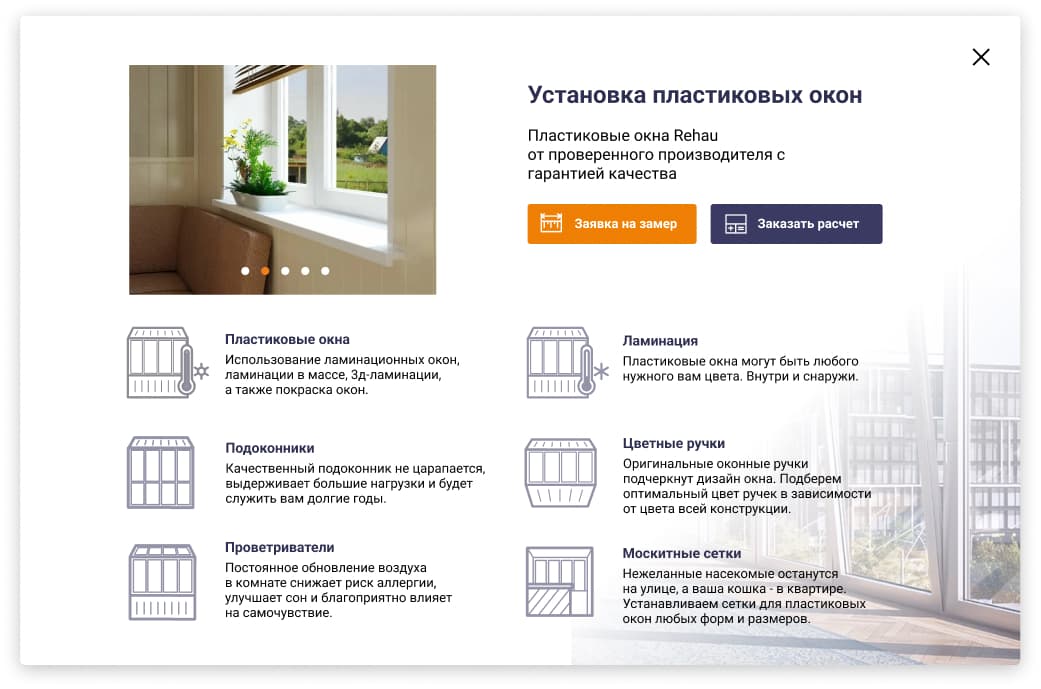 Установка пластиковых окон
Пластиковые окна Rehau
от проверенного производителя с
гарантией качества
Заявка на замер
Заказать расчет
Пластиковые окна
Использование ламинационных окон,
ламинации в массе, 3д-ламинации,
а также покраска окон.
Ламинация
Пластиковые окна могут быть любого
нужного вам цвета. Внутри и снаружи.
Подоконники
Качественный подоконник не царапается,
выдерживает большие нагрузки и будет
служить вам долгие годы.
Цветные ручки
Оригинальные оконные ручки
подчеркнут дизайн окна. Подберем
оптимальный цвет ручек в зависимости
от цвета всей конструкции.
Проветриватели
Постоянное обновление воздуха
в комнате снижает риск аллергии,
улучшает сон и благоприятно влияет
на самочувствие.
Москитные сетки
Нежеланные насекомые останутся
на улице, а ваша кошка - в квартире.
Устанавливаем сетки для пластиковых
окон любых форм и размеров.